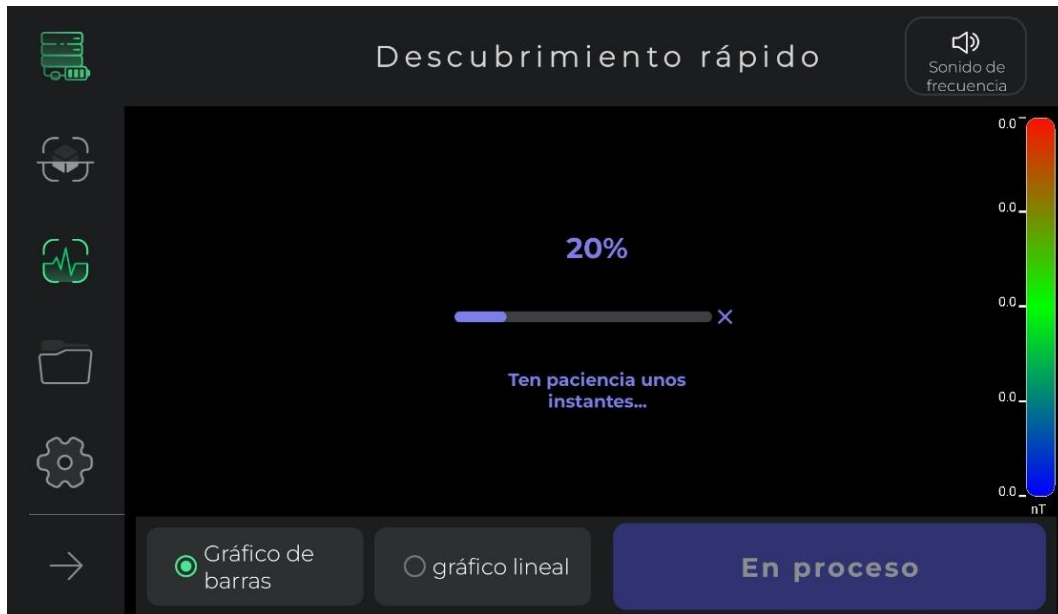 Descubrimiento rápido
Sonido de
frecuencia
0.0
0.0
20%
0.0
Ten paciencia unos
instantes...
0.0
0.0
nT
Gráfico de
barras
gráfico lineal
En proceso